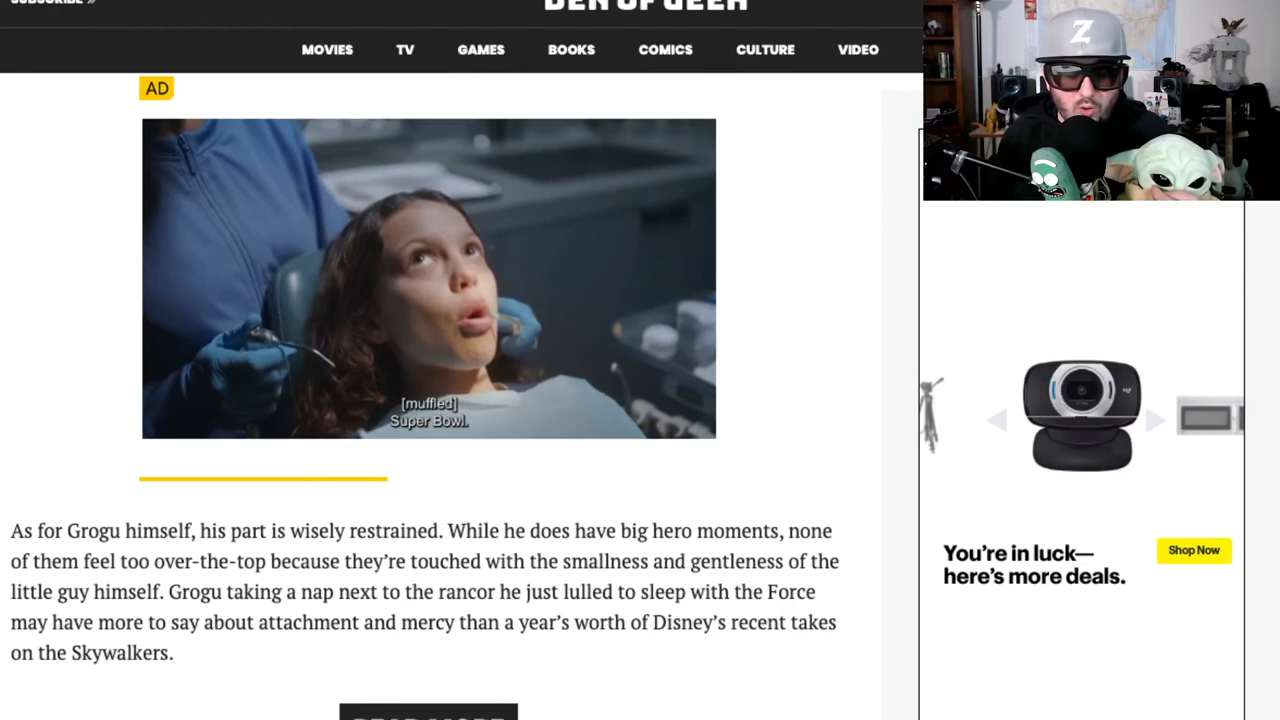 SUBSCRIBE »
DEN OF GEEK
MOVIES TV GAMES BOOKS COMICS CULTURE VIDEO
AD
Z
[muffled]
Super Bowl.
As for Grogu himself, his part is wisely restrained. While he does have big hero moments, none
of them feel too over-the-top because they’re touched with the smallness and gentleness of the
little guy himself. Grogu taking a nap next to the rancor he just lulled to sleep with the Force
may have more to say about attachment and mercy than a year’s worth of Disney’s recent takes
on the Skywalkers.
READ MORE
You’re in luck—
here’s more deals.
Shop Now